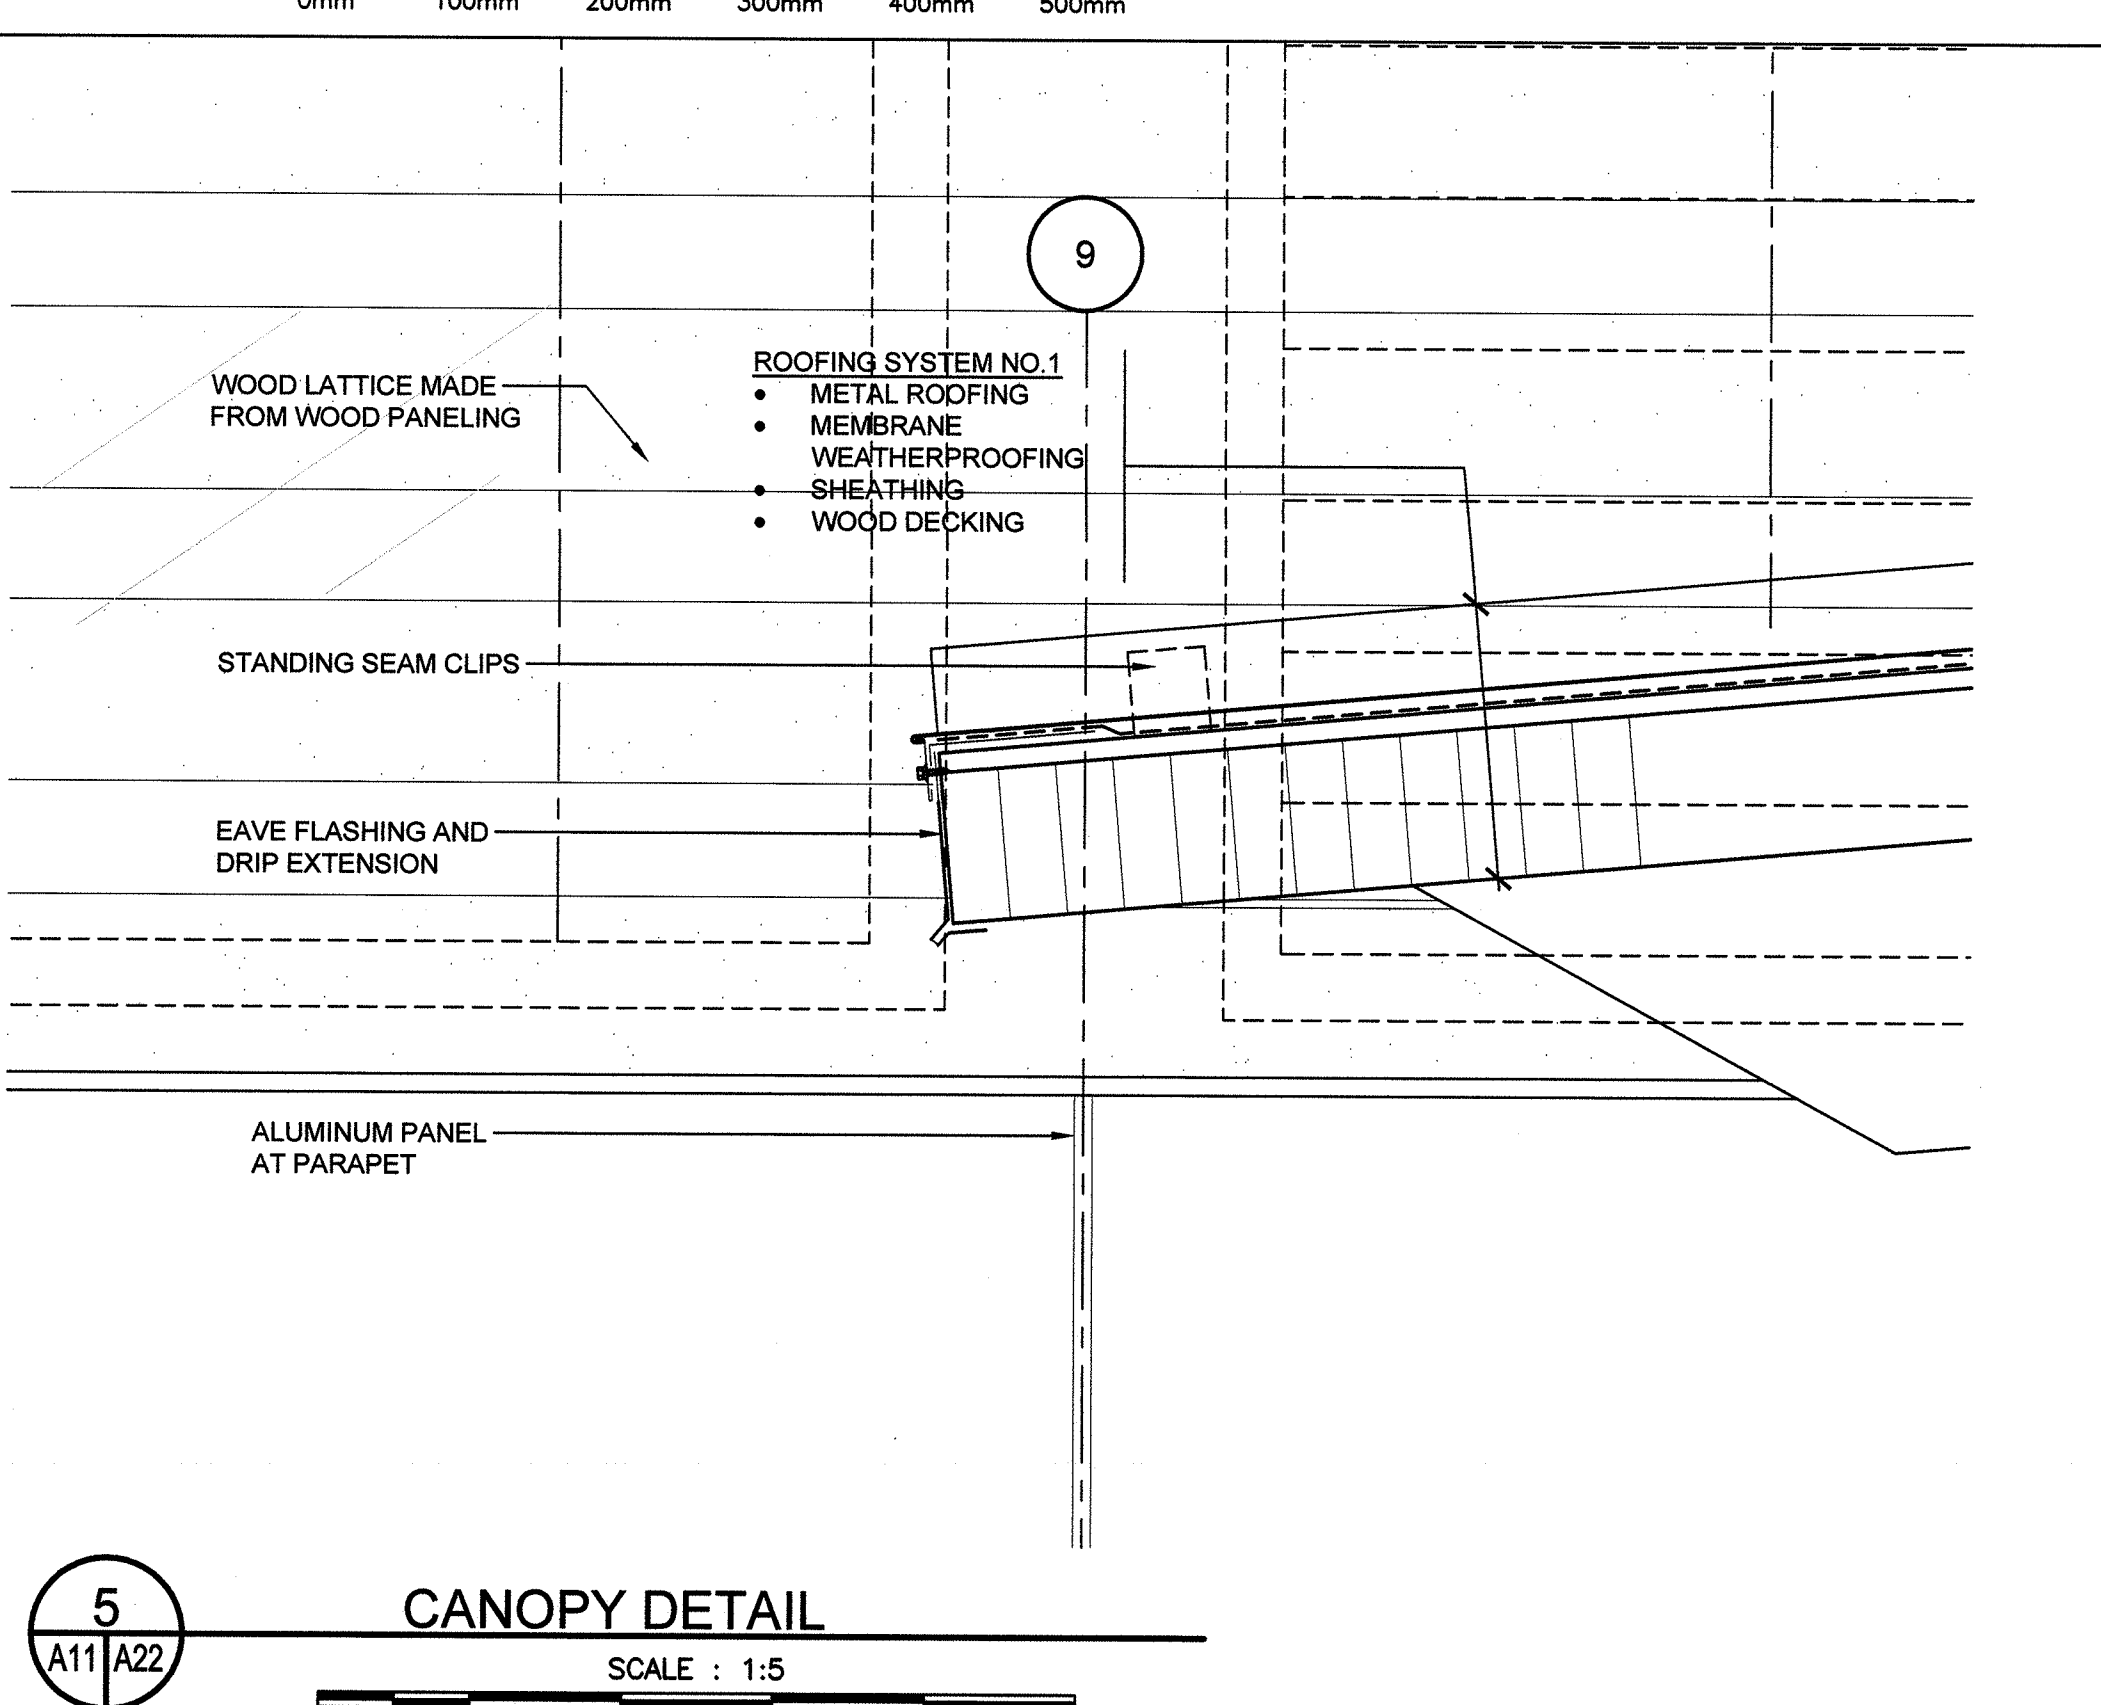 0mm 100mm 200mm 300mm 400mm 500mm
9
WOOD LATTICE MADE
FROM WOOD PANELING
ROOFING SYSTEM NO.1
• METAL ROOFING
• MEMBRANE
WEATHERPROOFING
• SHEATHING
• WOOD DECKING
STANDING SEAM CLIPS
EAVE FLASHING AND
DRIP EXTENSION
ALUMINUM PANEL
AT PARAPET
5
A11 A22
CANOPY DETAIL
SCALE : 1:5